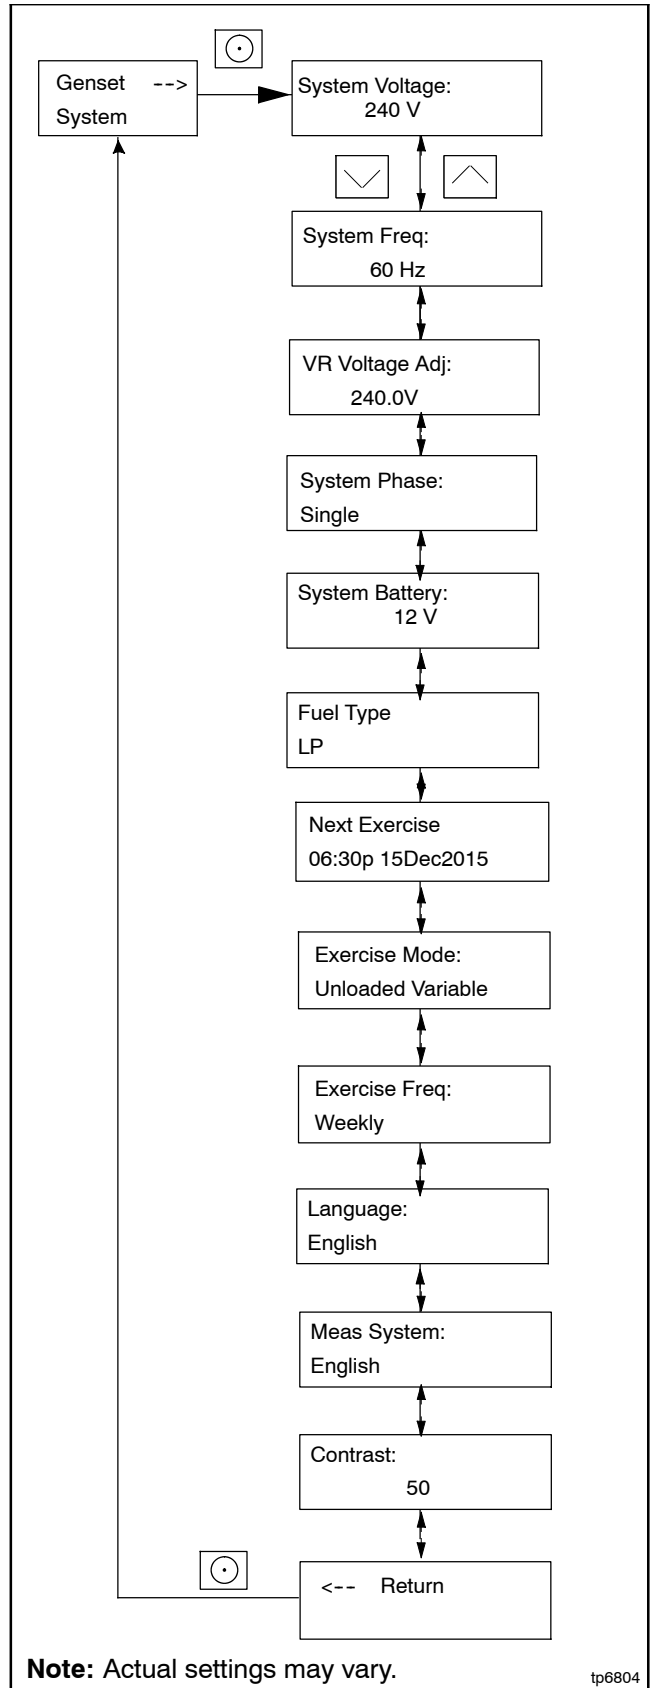 Genset -->
System
System Voltage:
240 V
System Freq:
60 Hz
VR Voltage Adj:
240.0V
System Phase:
Single
System Battery:
12 V
Fuel Type
LP
Next Exercise
06:30p 15Dec2015
Exercise Mode:
Unloaded Variable
Exercise Freq:
Weekly
Language:
English
Meas System:
English
Contrast:
50
<-- Return
Note: Actual settings may vary.
tp6804